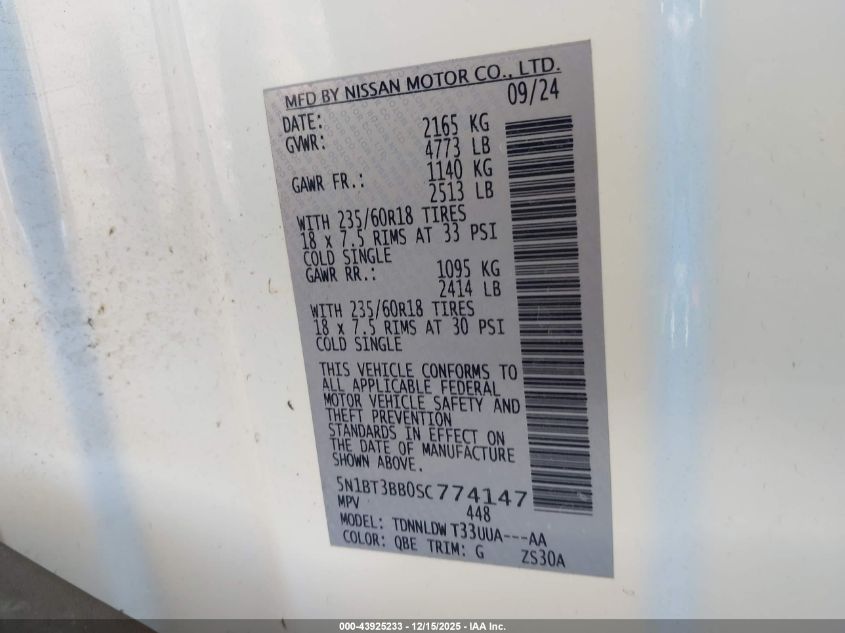 MFD BY NISSAN MOTOR CO., LTD.
DATE: 09/24
GVWR: 2165 KG
4773 LB
GAWR FR.: 1140 KG
2513 LB
WITH 235/60R18 TIRES
18 x 7.5 RIMS AT 33 PSI
COLD SINGLE
GAWR RR.: 1095 KG
2414 LB
WITH 235/60R18 TIRES
18 x 7.5 RIMS AT 30 PSI
COLD SINGLE
THIS VEHICLE CONFORMS TO
ALL APPLICABLE FEDERAL
MOTOR VEHICLE SAFETY AND
THEFT PREVENTION
STANDARDS IN EFFECT ON
THE DATE OF MANUFACTURE
SHOWN ABOVE.
5N1BT3BB0SC774147
MPV 448
MODEL: TDNNLDW T33UUA---AA
COLOR: QBE TRIM: G ZS30A
000-43925233 - 12/15/2025 - IAA Inc.